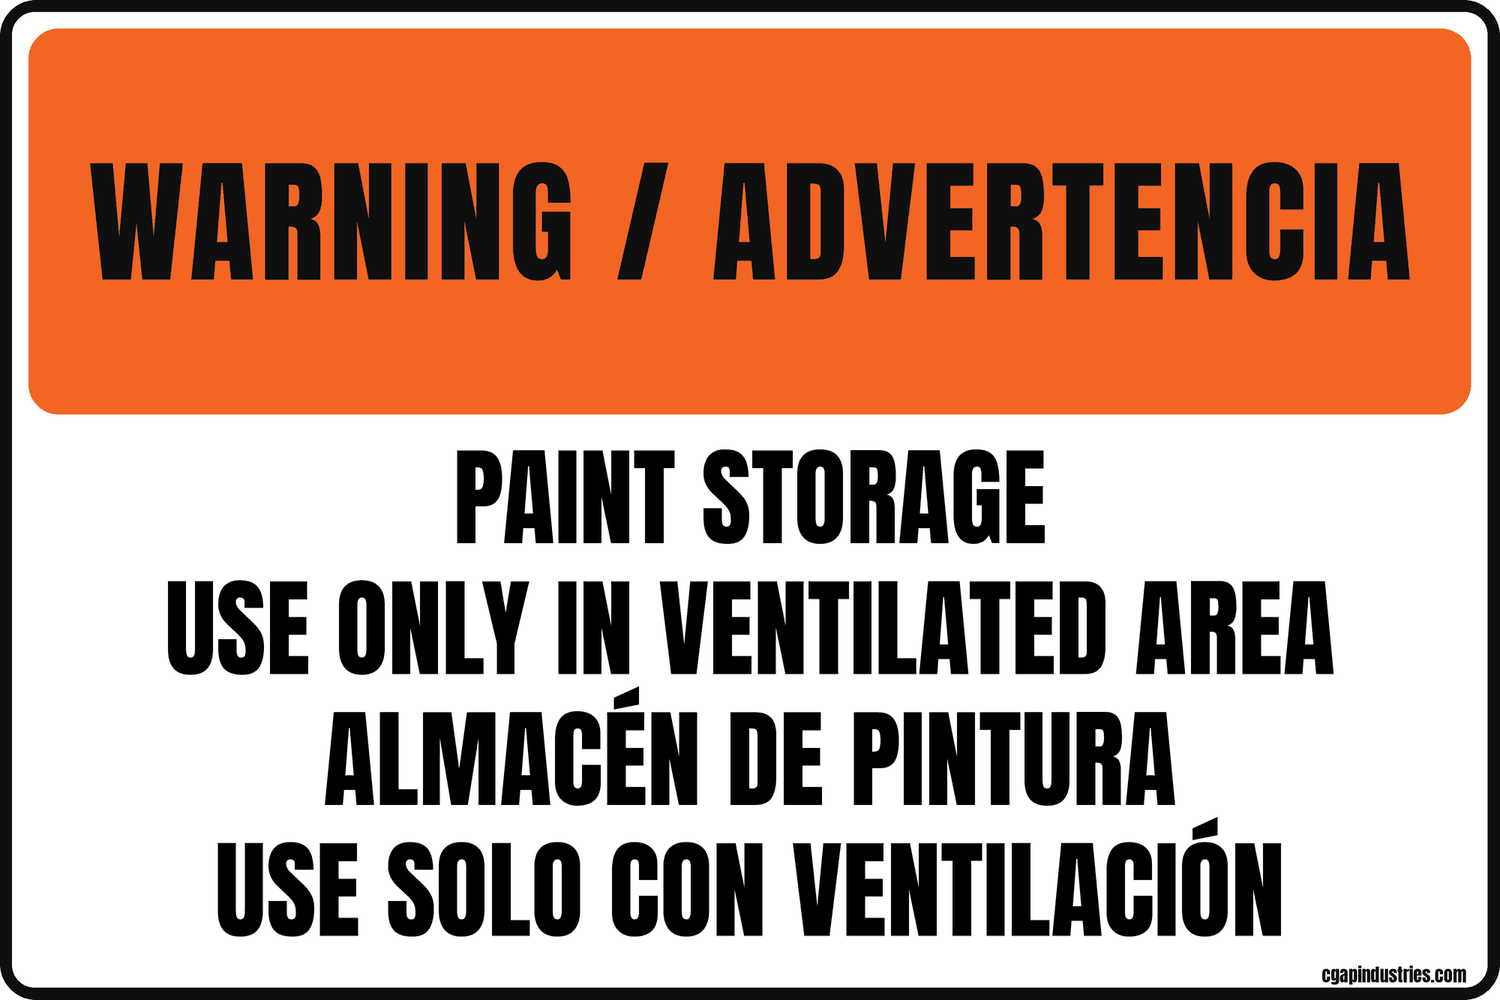 WARNING / ADVERTENCIA
PAINT STORAGE
USE ONLY IN VENTILATED AREA
ALMACÉN DE PINTURA
USE SOLO CON VENTILACIÓN
cgapindustries.com